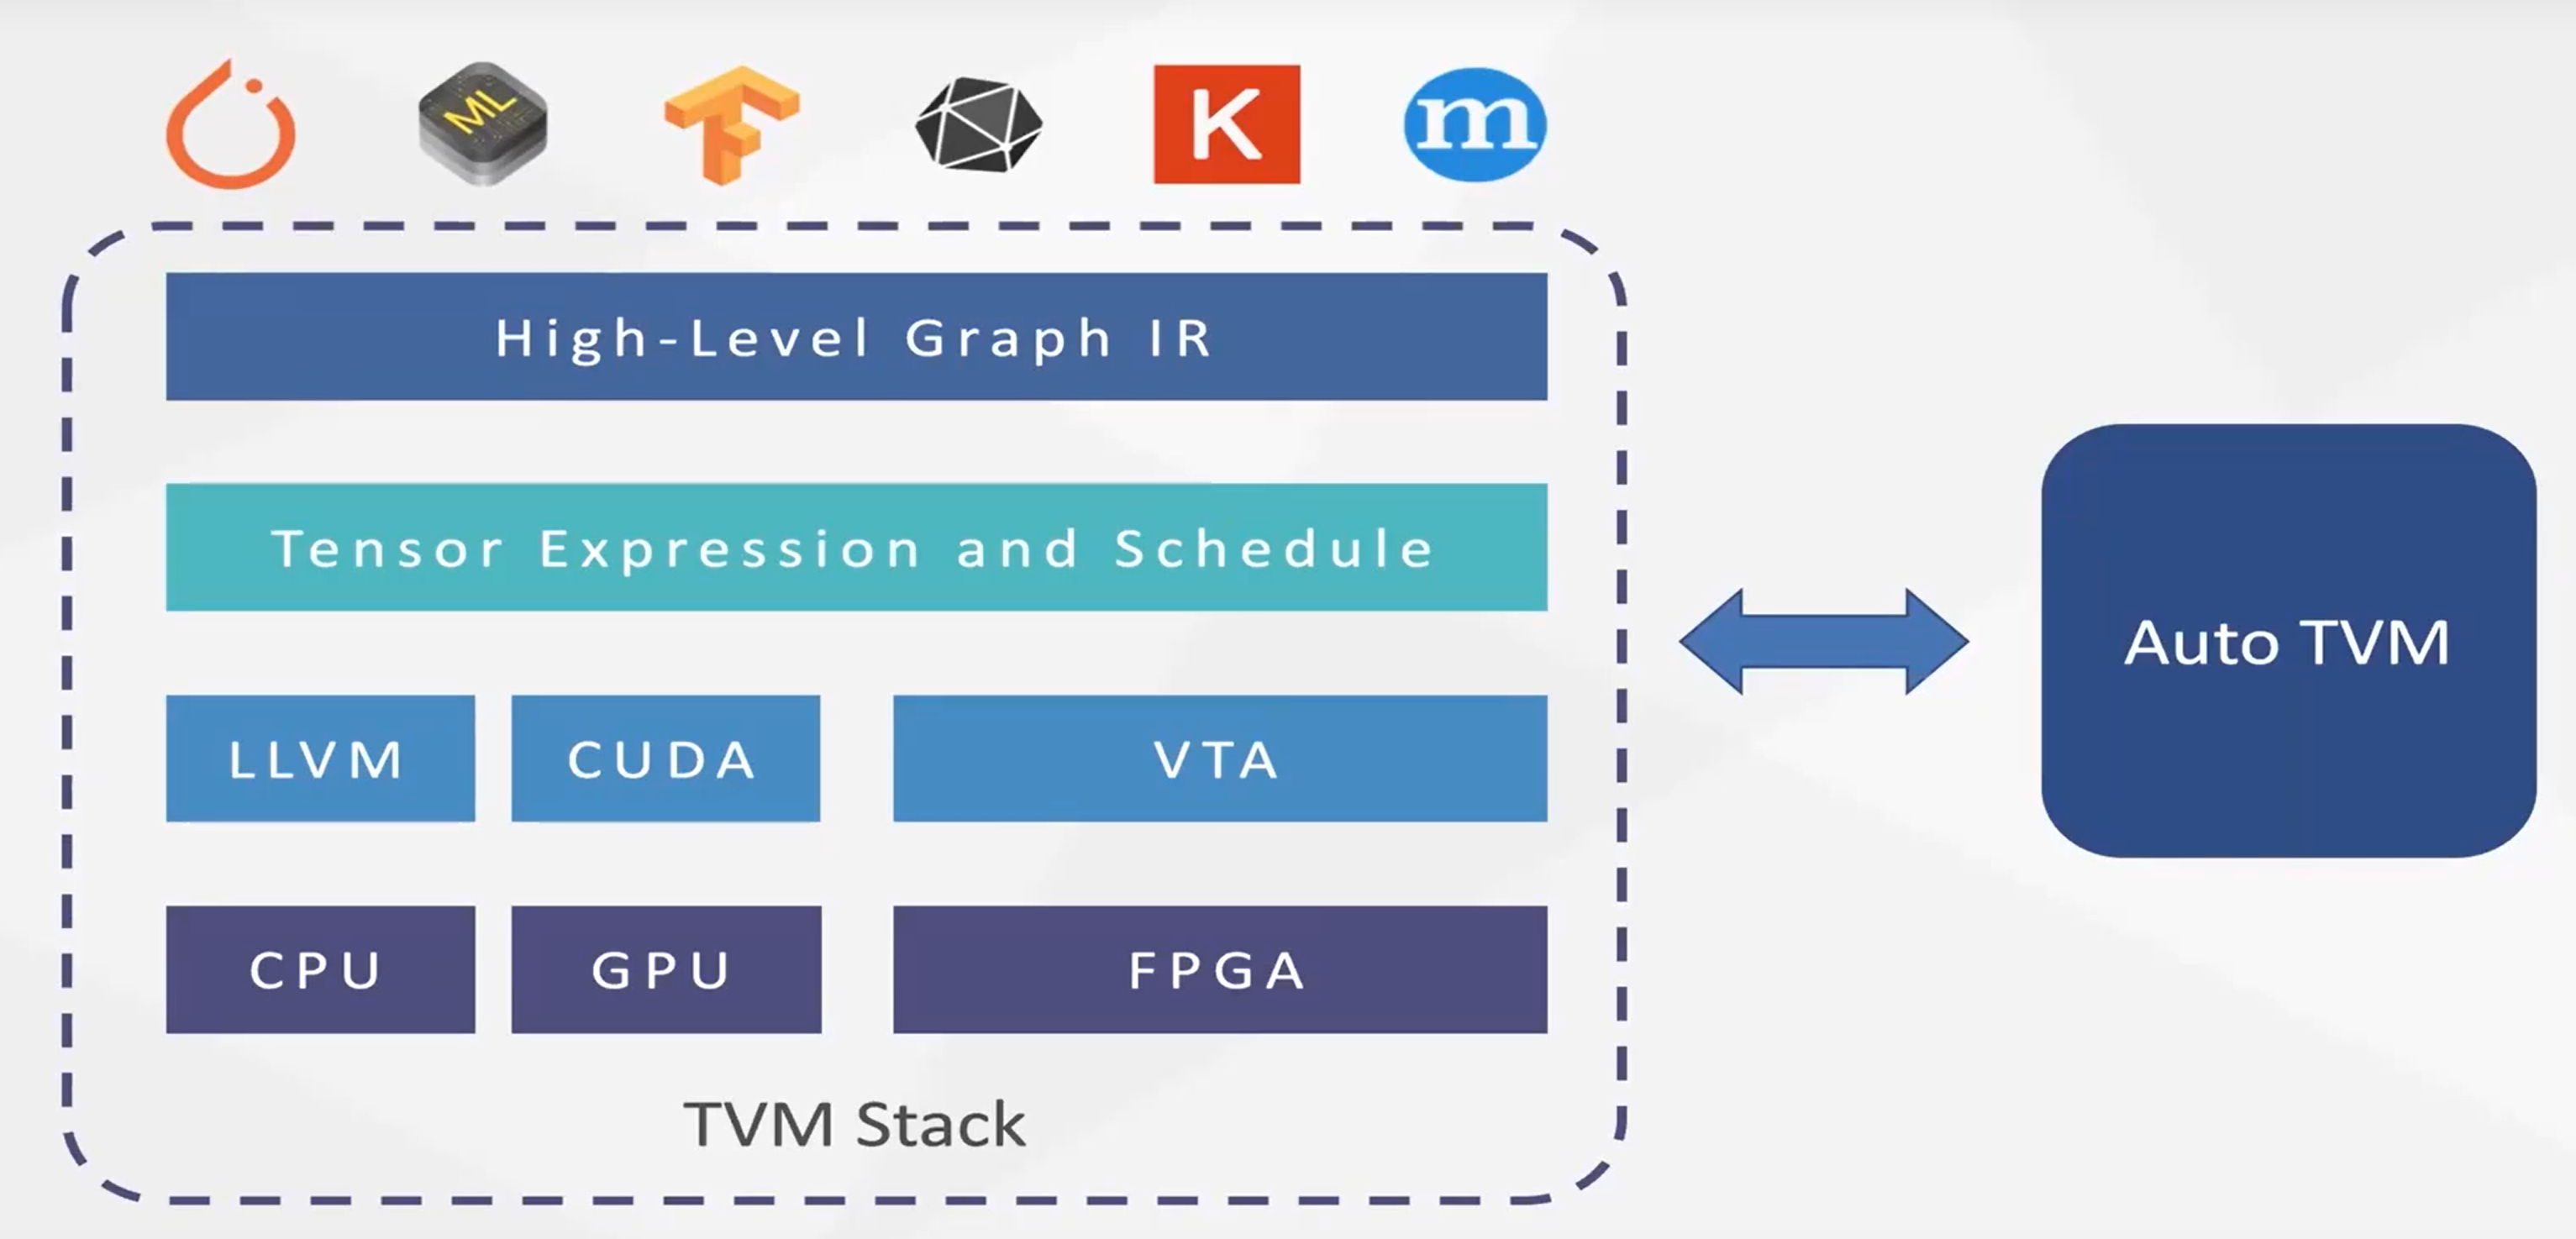 ML
K
m
High-Level Graph IR
Tensor Expression and Schedule
LLVM
CUDA
VTA
CPU
GPU
FPGA
TVM Stack
Auto TVM